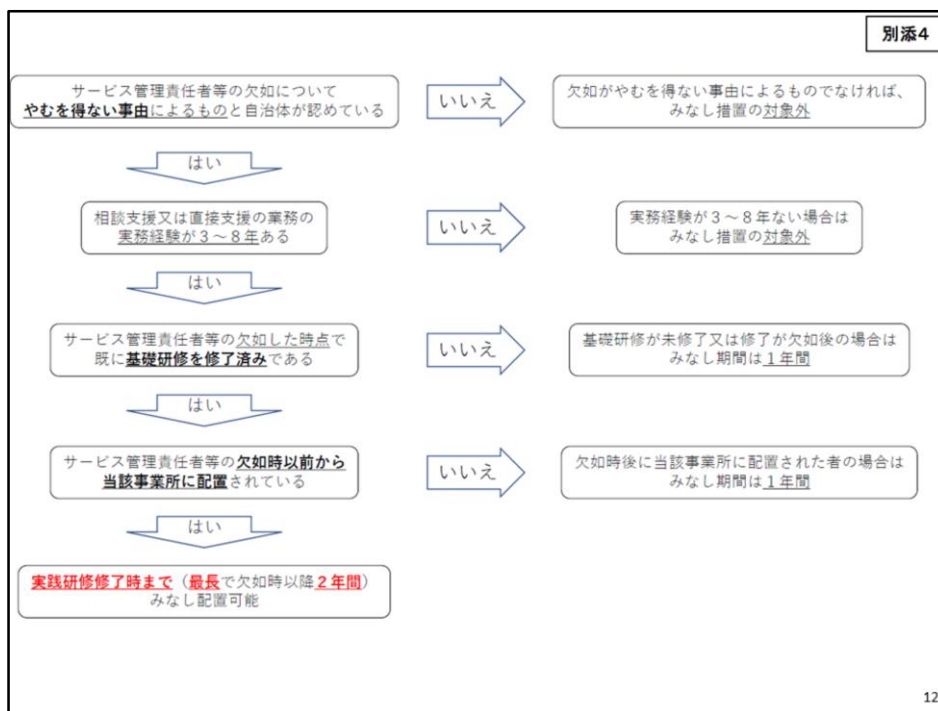 別添4
サービス管理責任者等の欠如について
やむを得ない事由によるものと自治体が認めている
いいえ
欠如がやむを得ない事由によるものでなければ、
みなし措置の対象外
はい
相談支援又は直接支援の業務の
実務経験が3～8年ある
いいえ
実務経験が3～8年ない場合は
みなし措置の対象外
はい
サービス管理責任者等の欠如した時点で
既に基礎研修を修了済みである
いいえ
基礎研修が未修了又は修了が欠如後の場合は
みなし期間は1年間
はい
サービス管理責任者等の欠如時以前から
当該事業所に配置されている
いいえ
欠如時後に当該事業所に配置された者の場合は
みなし期間は1年間
はい
実践研修修了時まで（最長で欠如時以降2年間）
みなし配置可能
12